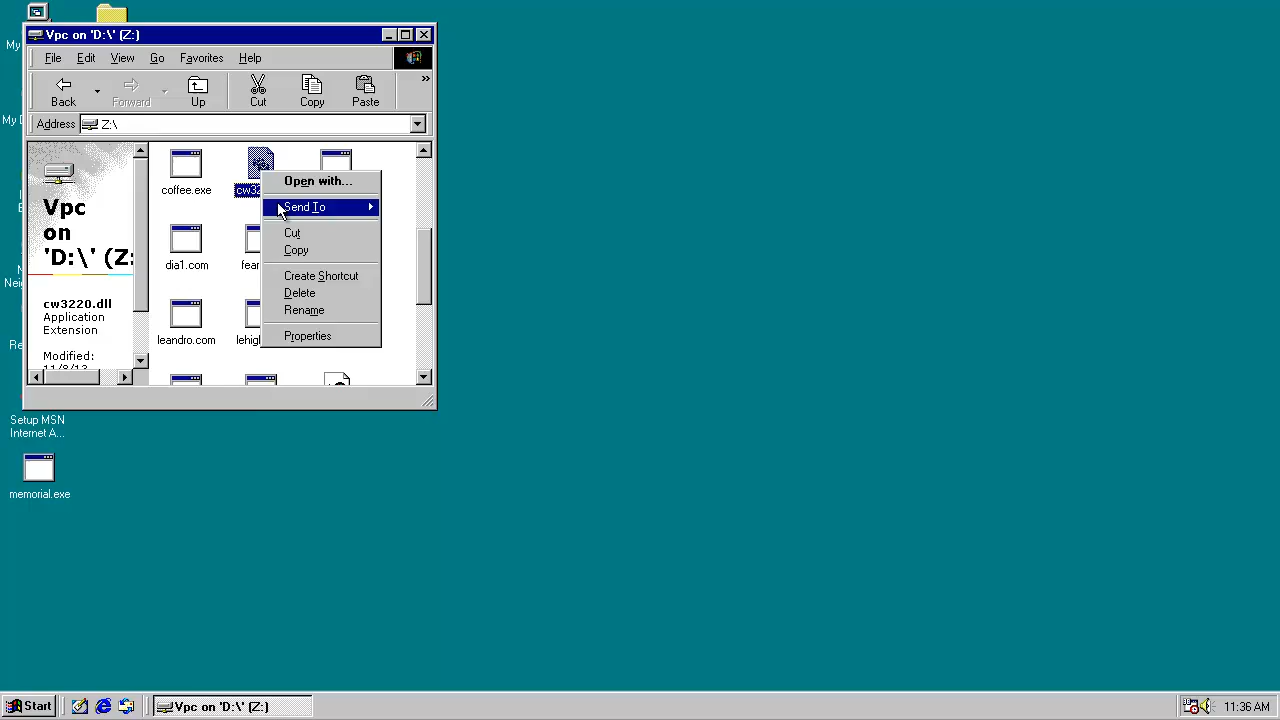 Vpc on 'D:\' (Z:)
File Edit View Go Favorites Help
Back Forward Up Cut Copy Paste
Address Z:\
Vpc
on
'D:\' (Z:
cw3220.dll
Application
Extension
Modified:
coffee.exe
dia1.com
leandro.com
Open with...
Send To
Cut
Copy
Create Shortcut
Delete
Rename
Properties
My
Setup MSN
Internet A...
memorial.exe
Start
Vpc on 'D:\' (Z:)
11:36 AM